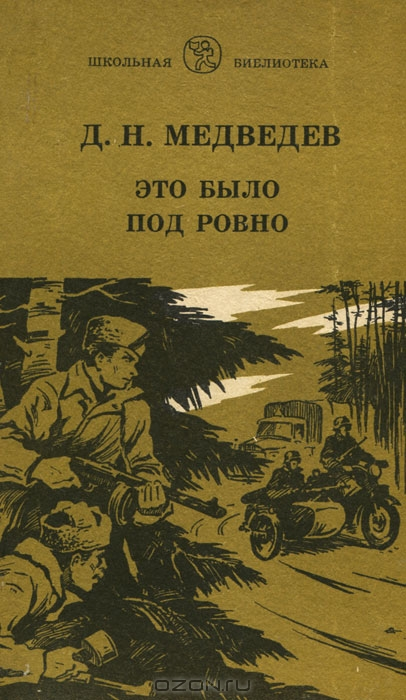 ШКОЛЬНАЯ БИБЛИОТЕКА
Д. Н. МЕДВЕДЕВ
ЭТО БЫЛО
ПОД РОВНО
ozon.ru